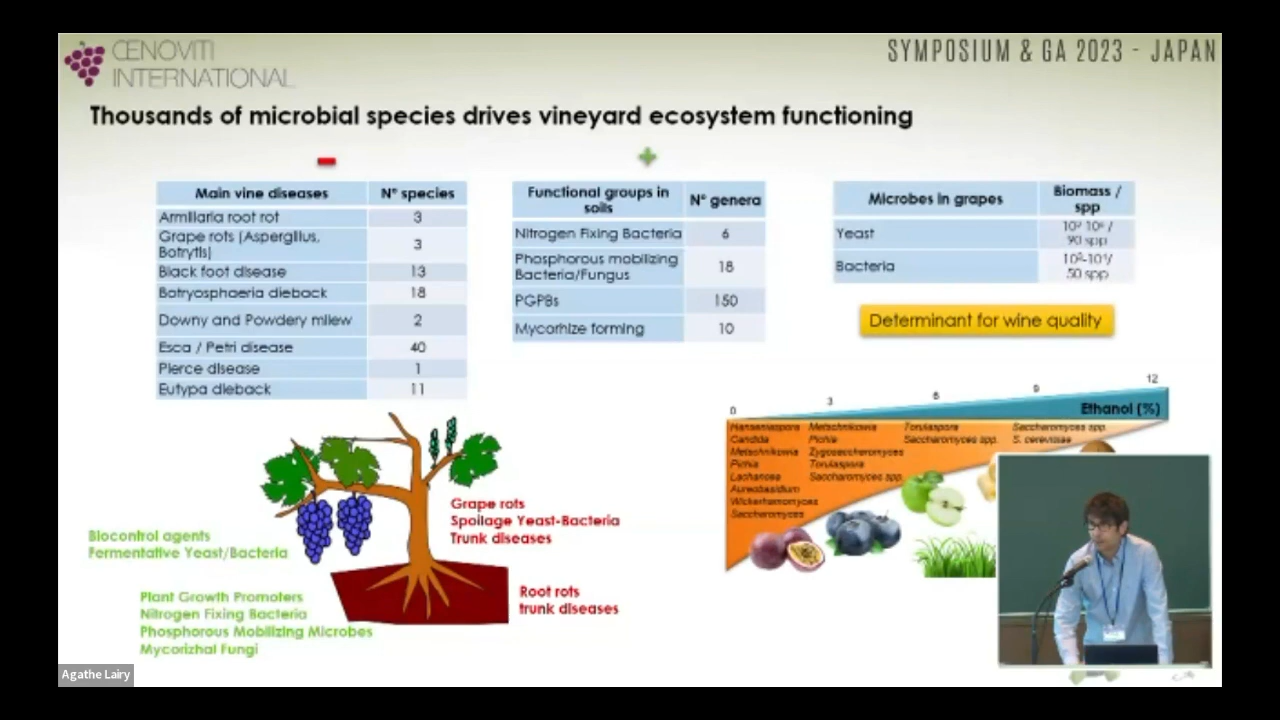 ŒNOVITI
INTERNATIONAL
SYMPOSIUM & GA 2023 - JAPAN
Thousands of microbial species drives vineyard ecosystem functioning
Main vine diseases N° species
Armillaria root rot 3
Grape rots (Aspergilus,
Botrytis) 3
Black foot disease 13
Botryosphaeria dieback 18
Downy and Powdery milew 2
Esca / Petri disease 40
Pierce disease 1
Eutypa dieback 11
Functional groups in
soils N° genera
Nitrogen Fixing Bacteria 6
Phosphorous mobilizing
Bacteria/Fungus 18
PGPBs 150
Mycorhize forming 10
Microbes in grapes Biomass /
spp
Yeast
90 spp
Bacteria
50 spp
Determinant for wine quality
0 3 6 9 12
Ethanol (%)
Hanseniaspora Metschnikowia Torulaspora Saccharomyces spp.
Candida Pichia Saccharomyces spp. S. cerevisiae
Metschnikowia Zygosaccharomyces
Pichia Torulaspora
Lachancea Saccharomyces spp.
Aureobasidium
Wickerhamomyces
Saccharomyces
Grape rots
Spoilage Yeast-Bacteria
Trunk diseases
Biocontrol agents
Fermentative Yeast/Bacteria
Root rots
trunk diseases
Plant Growth Promoters
Nitrogen Fixing Bacteria
Phosphorous Mobilizing Microbes
Mycorizhal Fungi
Agathe Lairy